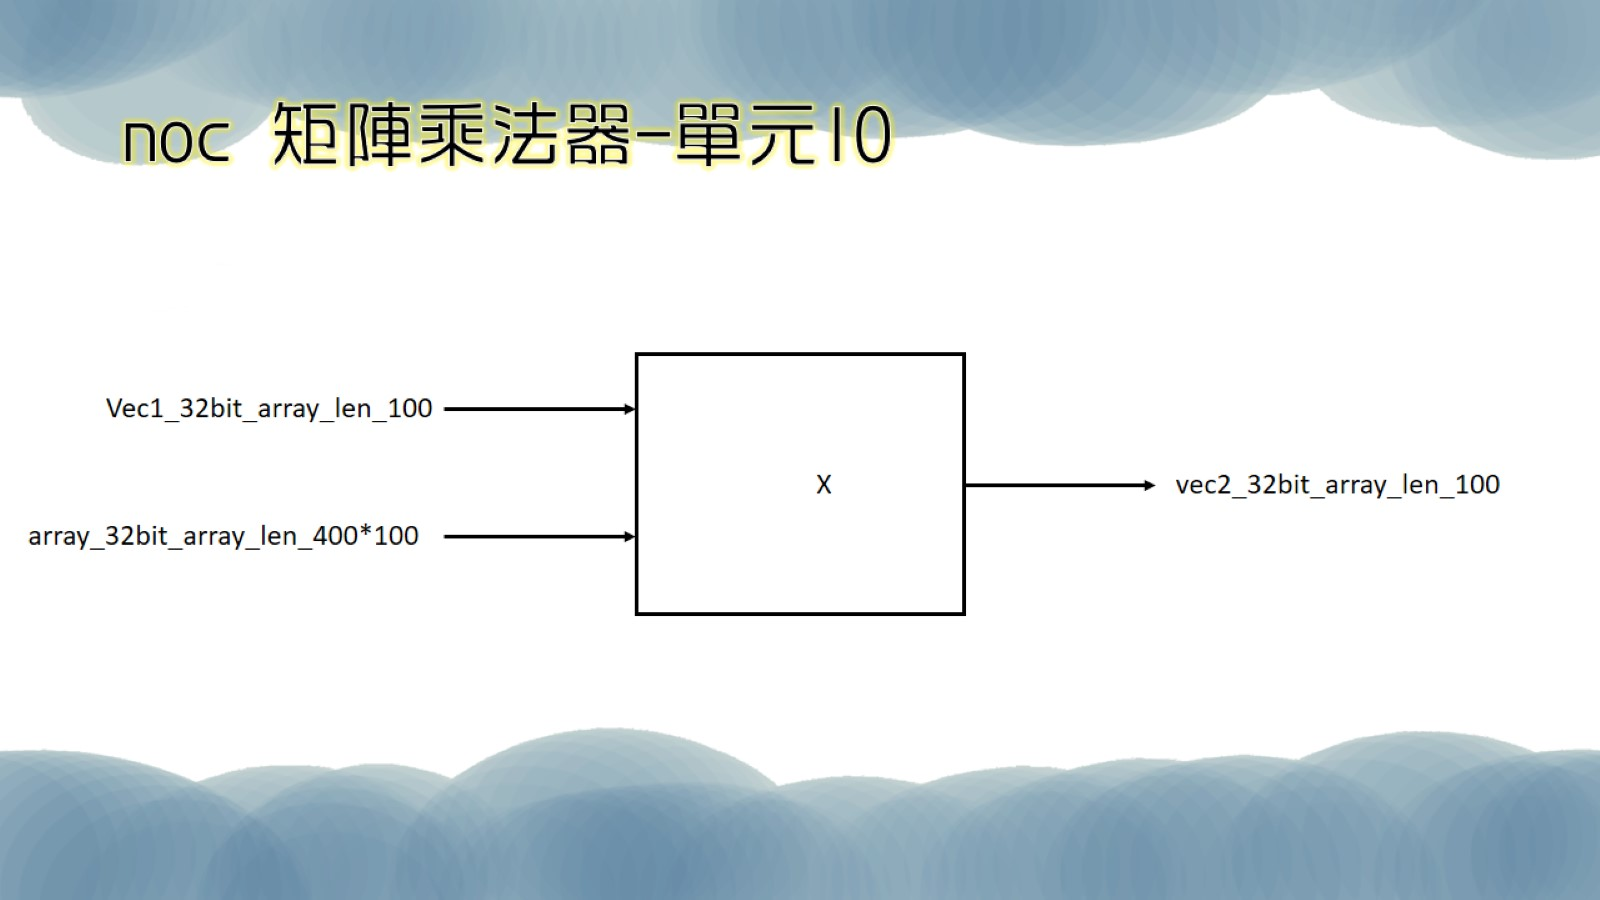 noc 矩陣乘法器-單元10
Vec1_32bit_array_len_100
X
vec2_32bit_array_len_100
array_32bit_array_len_400*100